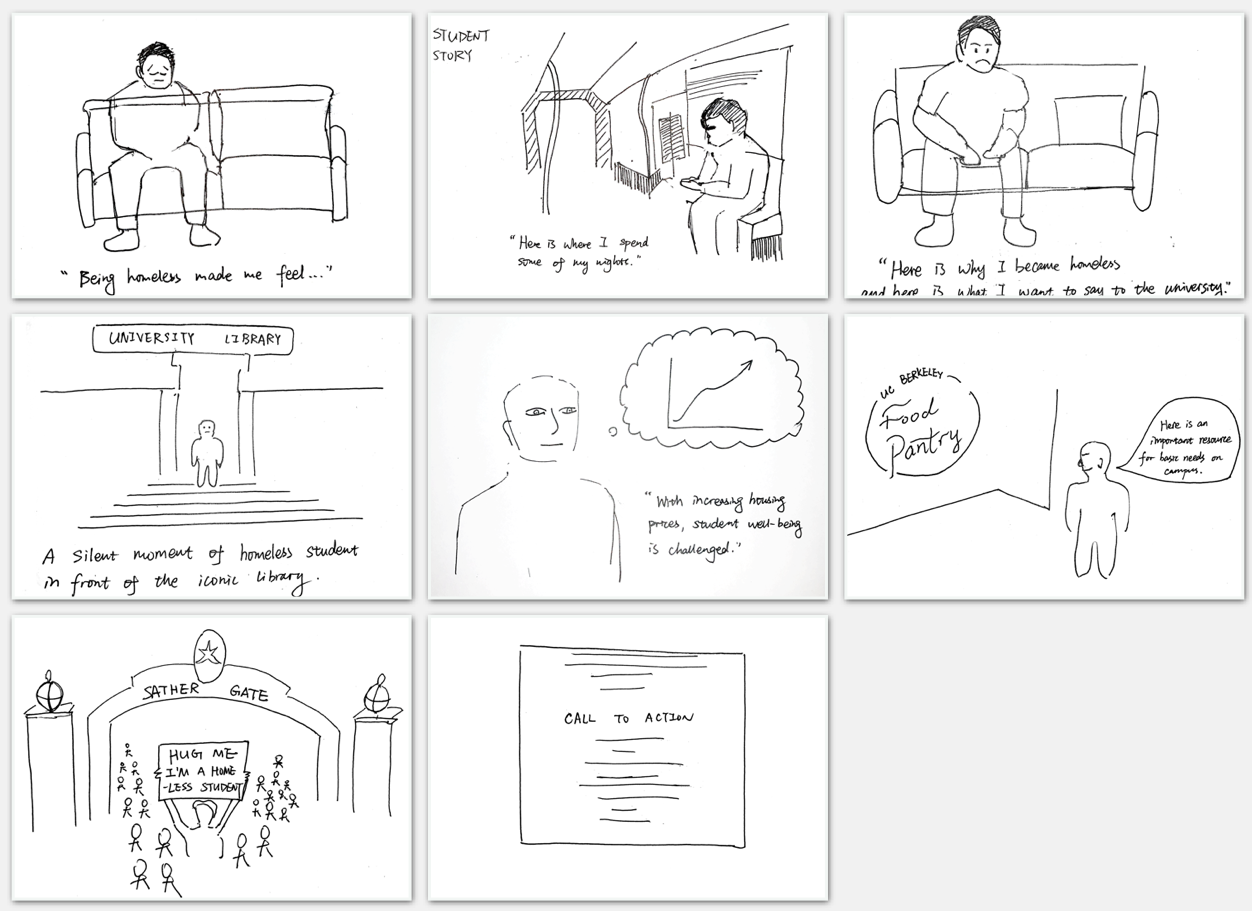 "Being homeless made me feel..."
STUDENT
STORY
"Here is where I spend
some of my nights."
"Here is why I became homeless
and here is what I want to say to the university."
UNIVERSITY LIBRARY
A silent moment of homeless student
in front of the iconic library.
"With increasing housing
prices, student well-being
is challenged."
UC BERKELEY
Food
Pantry
Here is an
important resource
for basic needs on
campus.
SATHER GATE
HUG ME
I'M A HOME
-LESS STUDENT
CALL TO ACTION